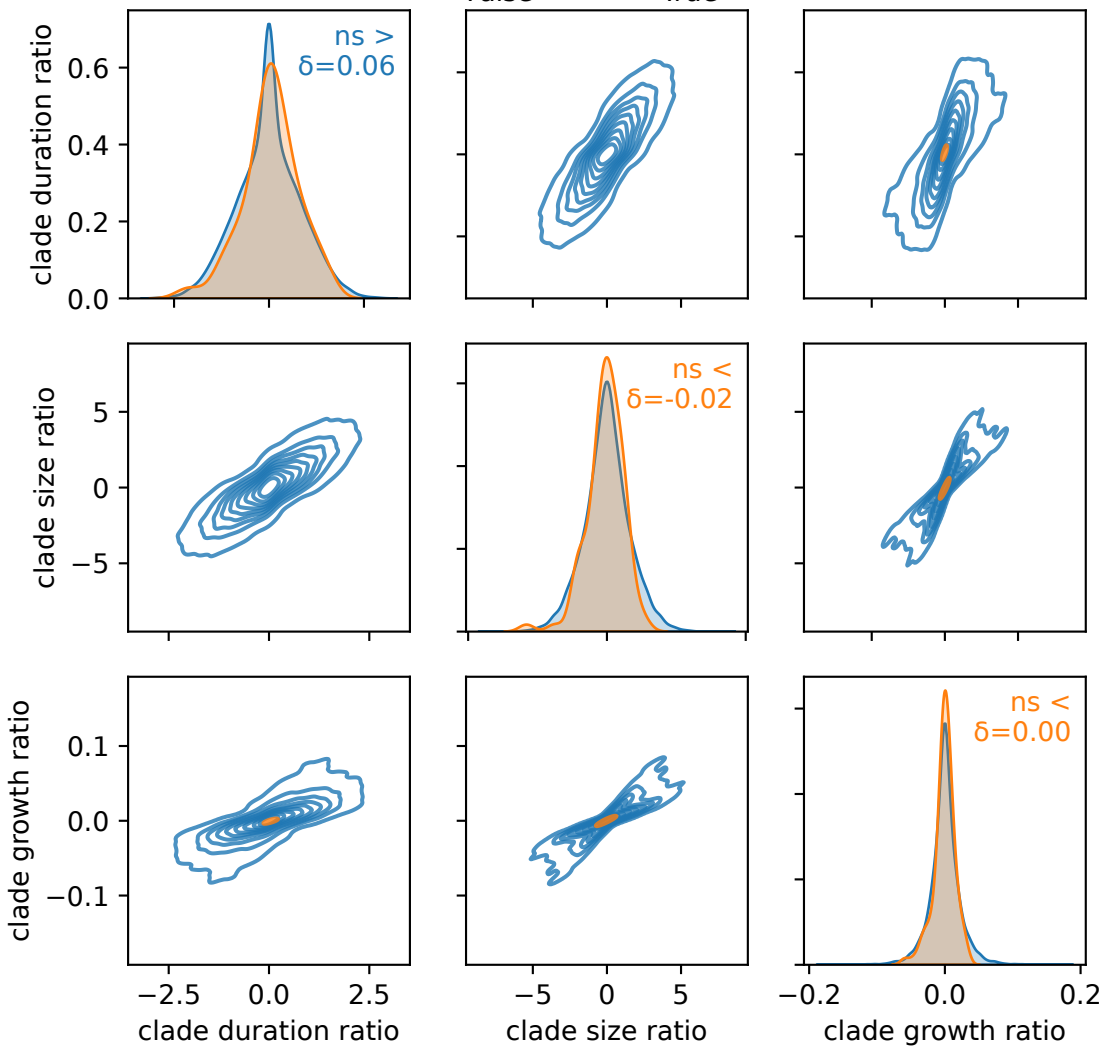 clade duration ratio
0.6
0.4
0.2
0.0
ns >
δ=0.06
clade size ratio
5
0
−5
ns <
δ=-0.02
clade growth ratio
0.1
0.0
−0.1
ns <
δ=0.00
−2.5 0.0 2.5
−5 0 5
−0.2 0.0 0.2
clade duration ratio
clade size ratio
clade growth ratio